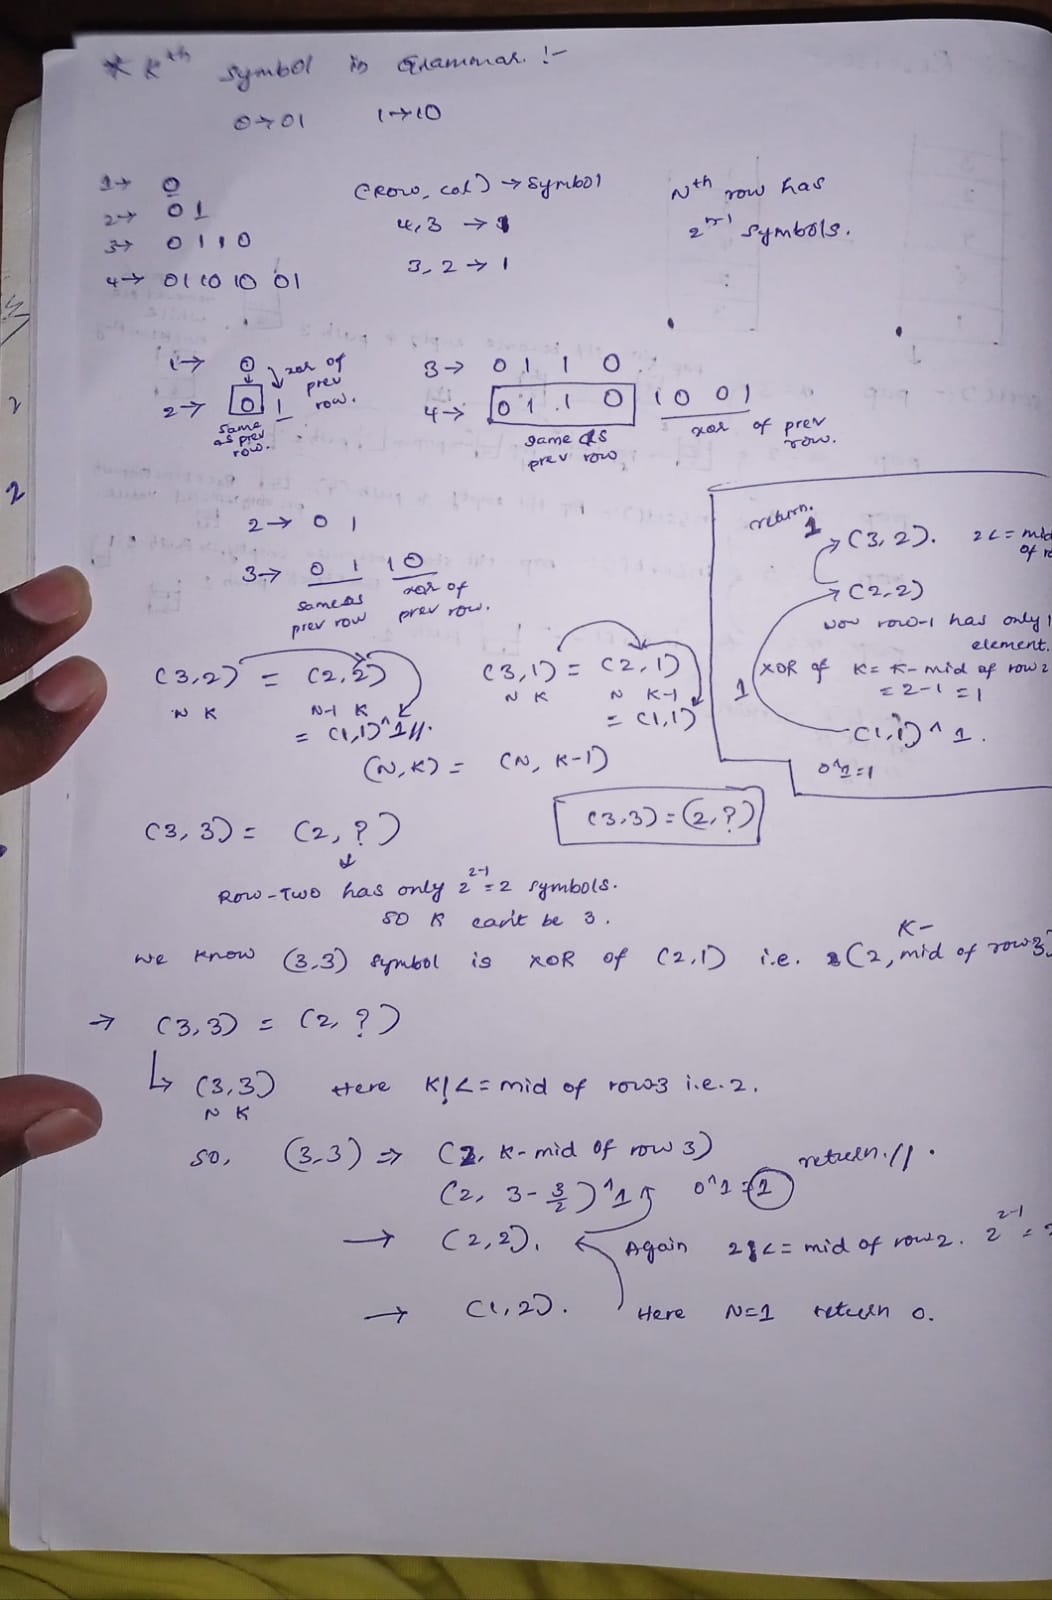 * Kth symbol in Grammar :-
0→01 1→10
1→ 0
2→ 01
3→ 0110
4→ 01101001
(Row, col) → Symbol
4,3 → 1
3,2 → 1
Nth row has
2^n-1 symbols.
1→ 0
2→ 0 1
xor of
prev
row.
same
as prev
row.
3→ 0 1 1 0
4→ 0 1 1 0 1 0 0 1
same as
prev row
xor of prev
row.
2→ 0 1
3→ 0 1 10
same as
prev row
xor of
prev row.
return.
1 (3,2). 2<= mid
of
(2,2)
now row-1 has only 1
element.
XOR of K= K-mid of row 2
= 2-1 = 1
1
(1,1) ^ 1.
0^1=1
(3,2) = (2,2)
N K N-1 K
= (1,1)^1//.
(3,1) = (2,1)
N K N K-1
= (1,1)
(N,K) = (N, K-1)
(3,3) = (2,?)
(3,3) = (2,?)
Row-Two has only 2^2-1 = 2 symbols.
so K can't be 3.
K-
we know (3,3) symbol is XOR of (2,1) i.e. (2, mid of row 3)
→ (3,3) = (2,?)
↳ (3,3) Here K!<= mid of row3 i.e. 2.
N K
so, (3,3) ⇒ (2, K-mid of row 3) return.//.
(2, 3-3/2)^1 0^1=1
→ (2,2). Again 2!<= mid of row 2. 2^2-1 =
→ (1,2). Here N=1 return 0.